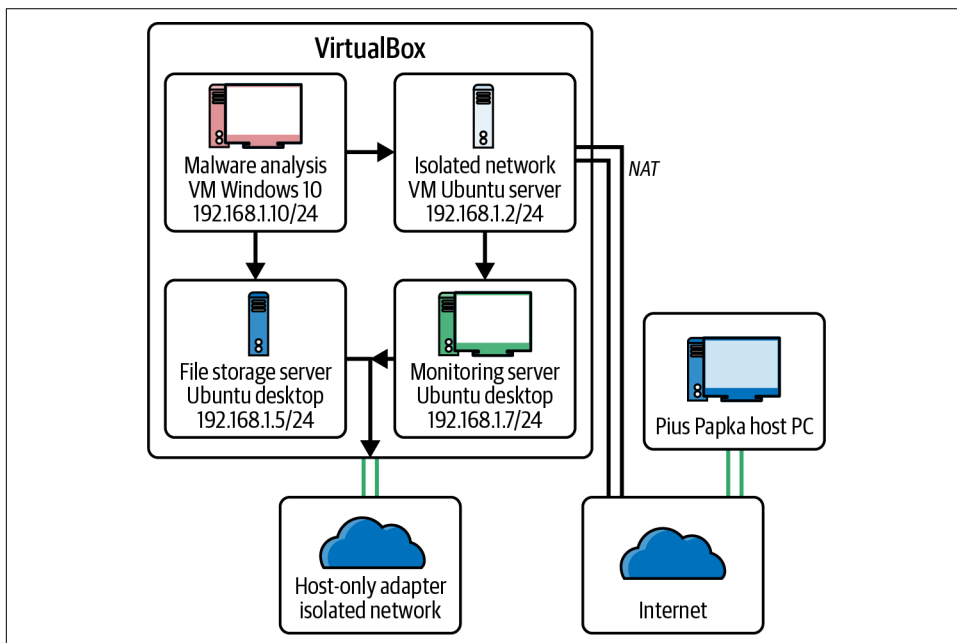 VirtualBox
Malware analysis
VM Windows 10
192.168.1.10/24
Isolated network
VM Ubuntu server
192.168.1.2/24
NAT
File storage server
Ubuntu desktop
192.168.1.5/24
Monitoring server
Ubuntu desktop
192.168.1.7/24
Pius Papka host PC
Host-only adapter
isolated network
Internet